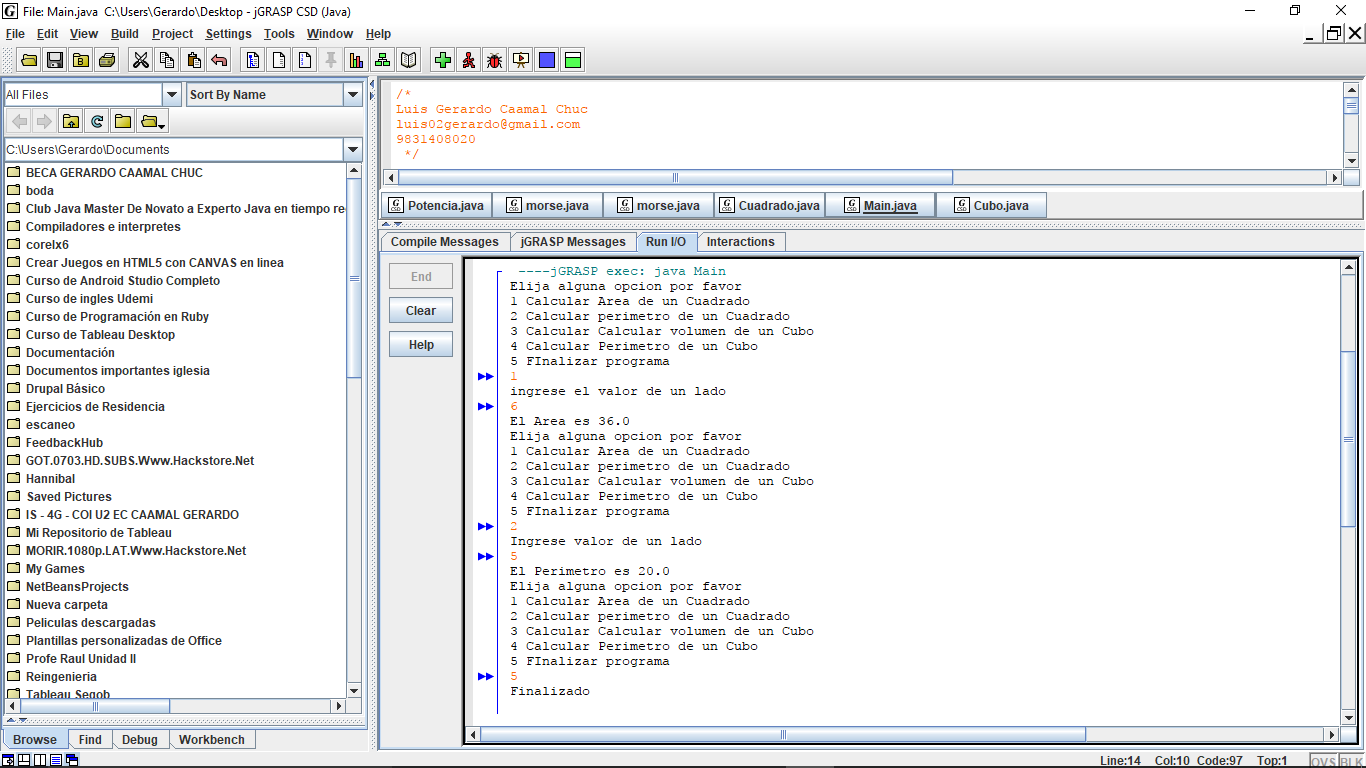 File: Main.java  C:\Users\Gerardo\Desktop - jGRASP CSD (Java)
File Edit View Build Project Settings Tools Window Help
All Files
Sort By Name
C:\Users\Gerardo\Documents
BECA GERARDO CAAMAL CHUC
boda
Club Java Master De Novato a Experto Java en tiempo re
Compiladores e interpretes
corelx6
Crear Juegos en HTML5 con CANVAS en linea
Curso de Android Studio Completo
Curso de ingles Udemi
Curso de Programación en Ruby
Curso de Tableau Desktop
Documentación
Documentos importantes iglesia
Drupal Básico
Ejercicios de Residencia
escaneo
FeedbackHub
GOT.0703.HD.SUBS.Www.Hackstore.Net
Hannibal
Saved Pictures
IS - 4G - COI U2 EC CAAMAL GERARDO
Mi Repositorio de Tableau
MORIR.1080p.LAT.Www.Hackstore.Net
My Games
NetBeansProjects
Nueva carpeta
Peliculas descargadas
Plantillas personalizadas de Office
Profe Raul Unidad II
Reingenieria
Tableau Segob
Browse Find Debug Workbench
/*
Luis Gerardo Caamal Chuc
luis02gerardo@gmail.com
9831408020
*/
Potencia.java morse.java morse.java Cuadrado.java Main.java Cubo.java
Compile Messages jGRASP Messages Run I/O Interactions
End
Clear
Help
----jGRASP exec: java Main
Elija alguna opcion por favor
1 Calcular Area de un Cuadrado
2 Calcular perimetro de un Cuadrado
3 Calcular Calcular volumen de un Cubo
4 Calcular Perimetro de un Cubo
5 FInalizar programa
1
ingrese el valor de un lado
6
El Area es 36.0
Elija alguna opcion por favor
1 Calcular Area de un Cuadrado
2 Calcular perimetro de un Cuadrado
3 Calcular Calcular volumen de un Cubo
4 Calcular Perimetro de un Cubo
5 FInalizar programa
2
Ingrese valor de un lado
5
El Perimetro es 20.0
Elija alguna opcion por favor
1 Calcular Area de un Cuadrado
2 Calcular perimetro de un Cuadrado
3 Calcular Calcular volumen de un Cubo
4 Calcular Perimetro de un Cubo
5 FInalizar programa
5
Finalizado
Line:14 Col:10 Code:97 Top:1 OVS BLK